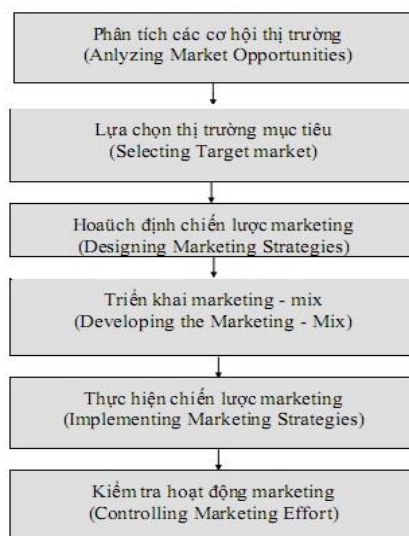 Phân tích các cơ hội thị trường
(Anlyzing Market Opportunities)
Lựa chọn thị trường mục tiêu
(Selecting Target market)
Hoaüch định chiến lược marketing
(Designing Marketing Strategies)
Triển khai marketing - mix
(Developing the Marketing - Mix)
Thực hiện chiến lược marketing
(Implementing Marketing Strategies)
Kiểm tra hoạt động marketing
(Controlling Marketing Effort)